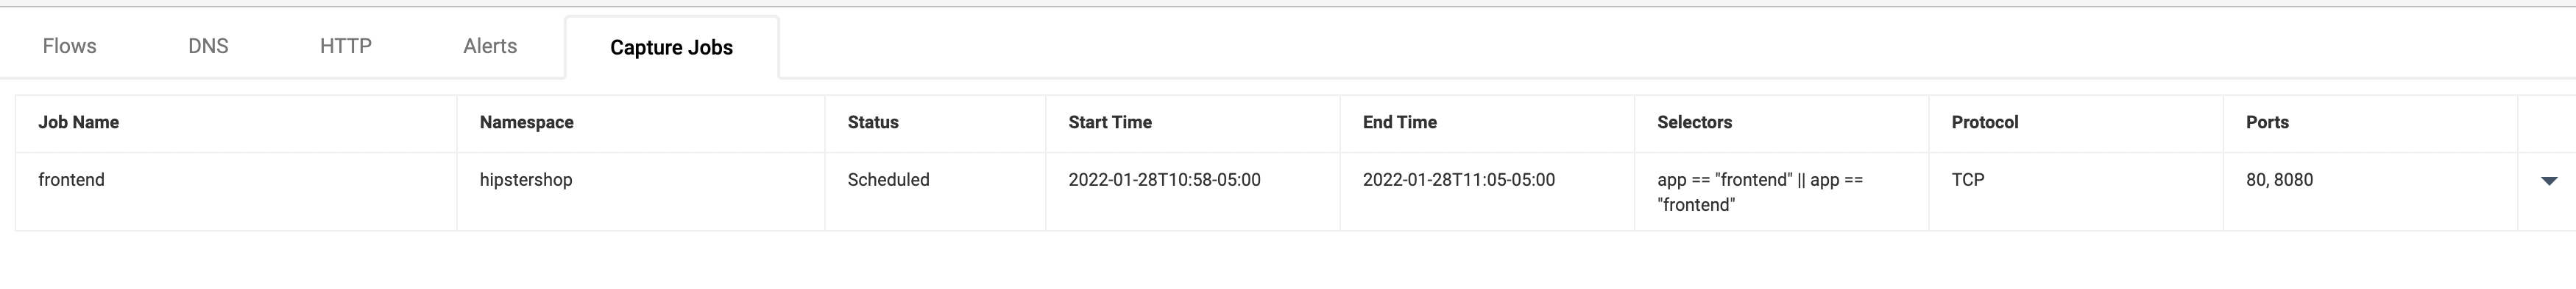 Flows DNS HTTP Alerts Capture Jobs
Job Name Namespace Status Start Time End Time Selectors Protocol Ports
frontend hipstershop Scheduled 2022-01-28T10:58-05:00 2022-01-28T11:05-05:00 app == "frontend" || app == TCP 80, 8080
"frontend"